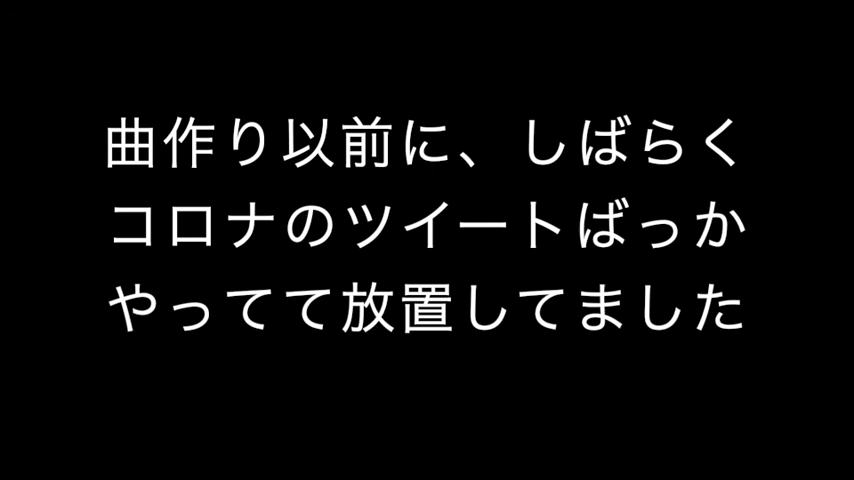 曲作り以前に、しばらく
コロナのツイートばっか
やってて放置してました